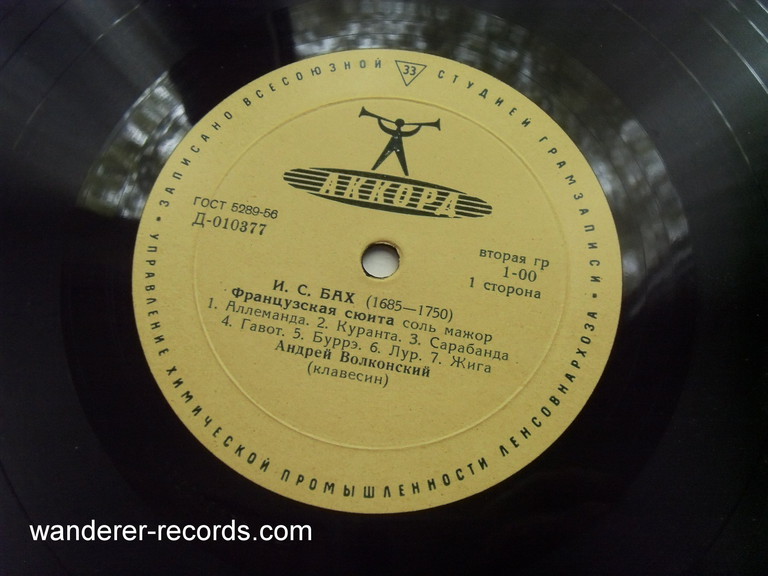 ЗАПИСАНО ВСЕСОЮЗНОЙ 33 СТУДИЕЙ ГРАМЗАПИСИ
• УПРАВЛЕНИЕ ХИМИЧЕСКОЙ ПРОМЫШЛЕННОСТИ ЛЕНСОВНАРХОЗА •
АККОРД
ГОСТ 5289-56
Д-010377
вторая гр
1-00
1 сторона
И. С. БАХ (1685—1750)
Французская сюита соль мажор
1. Аллеманда. 2. Куранта. 3. Сарабанда
4. Гавот. 5. Буррэ. 6. Лур. 7. Жига
Андрей Волконский
(клавесин)
wanderer-records.com